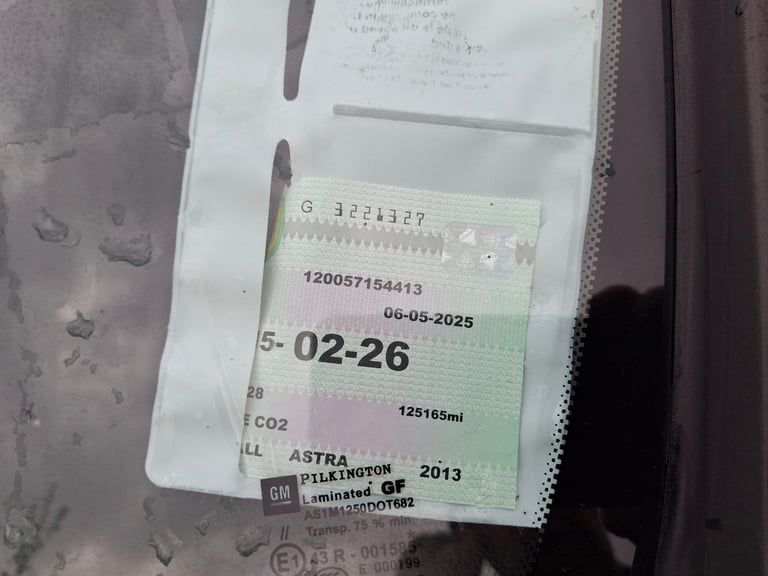 G 3221327
120057154413
06-05-2025
5- 02-26
28
125165mi
E CO2
LL ASTRA
2013
PILKINGTON
GM
Laminated GF
AS1M1250DOT682
// Transp. 75 % min.
E1 43 R - 001585
E 000199